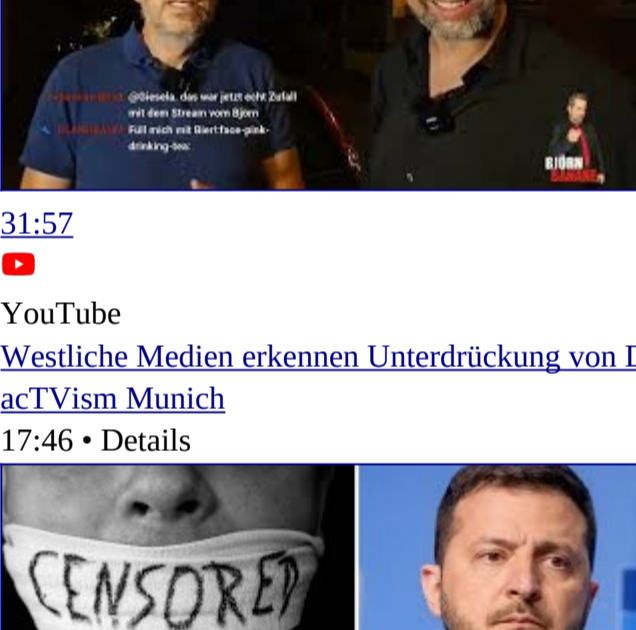 @Giesela. das war jetzt echt Zufall
mit dem Stream vom Björn
Füll mich mit Bier:face-pink-
drinking-tea:
BJÖRN
BANANE
31:57
YouTube
Westliche Medien erkennen Unterdrückung von
acTVism Munich
17:46 • Details
CENSORED